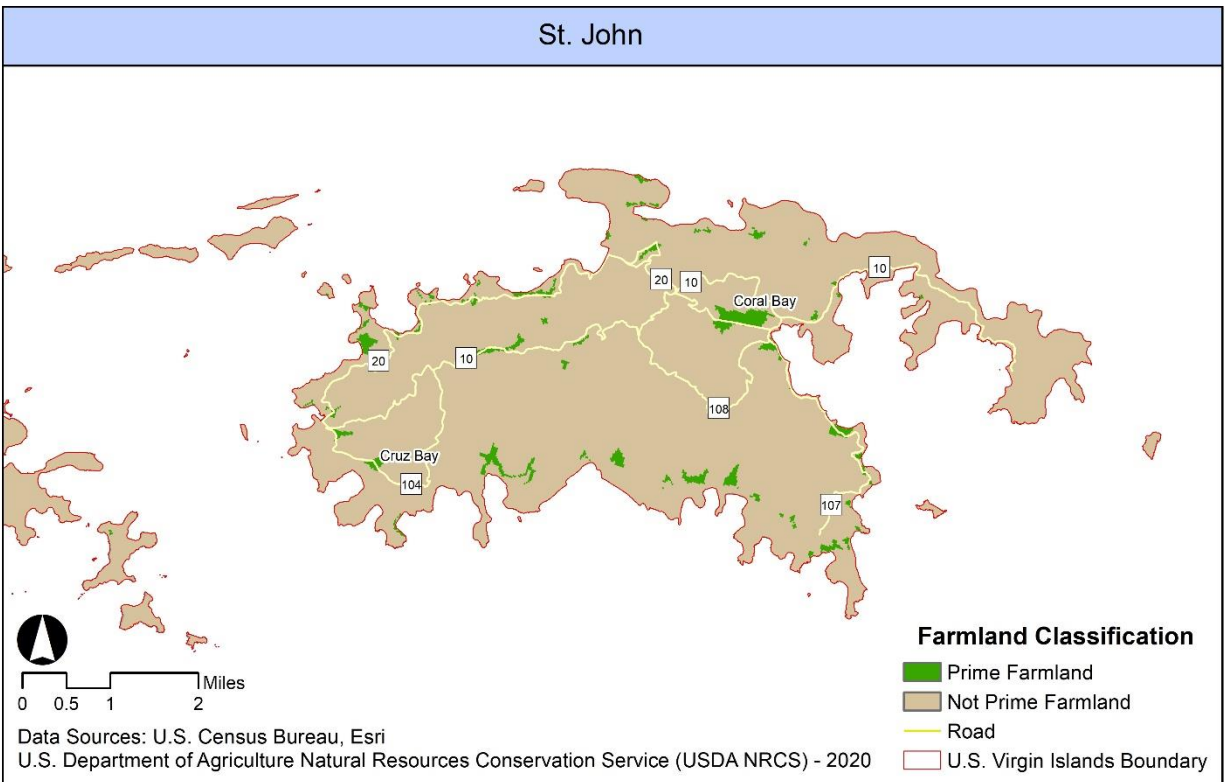 St. John
20
10
10
Coral Bay
20
10
108
Cruz Bay
104
107
Farmland Classification
Prime Farmland
Not Prime Farmland
Road
U.S. Virgin Islands Boundary
0 0.5 1 2 Miles
Data Sources: U.S. Census Bureau, Esri
U.S. Department of Agriculture Natural Resources Conservation Service (USDA NRCS) - 2020